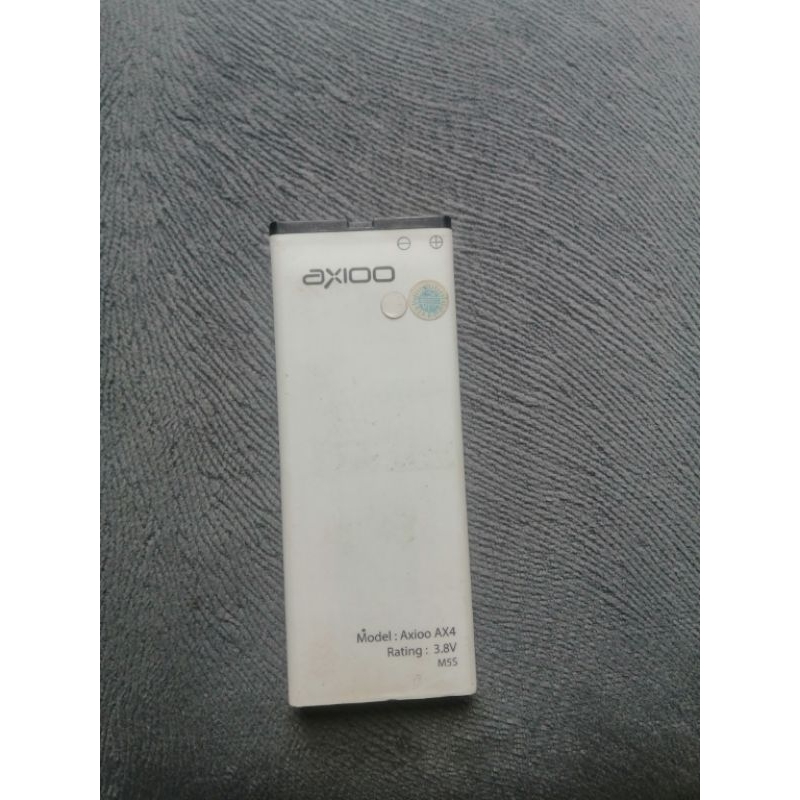 ⊖ ⊕
axioo
Model : Axioo AX4
Rating : 3.8V
M55